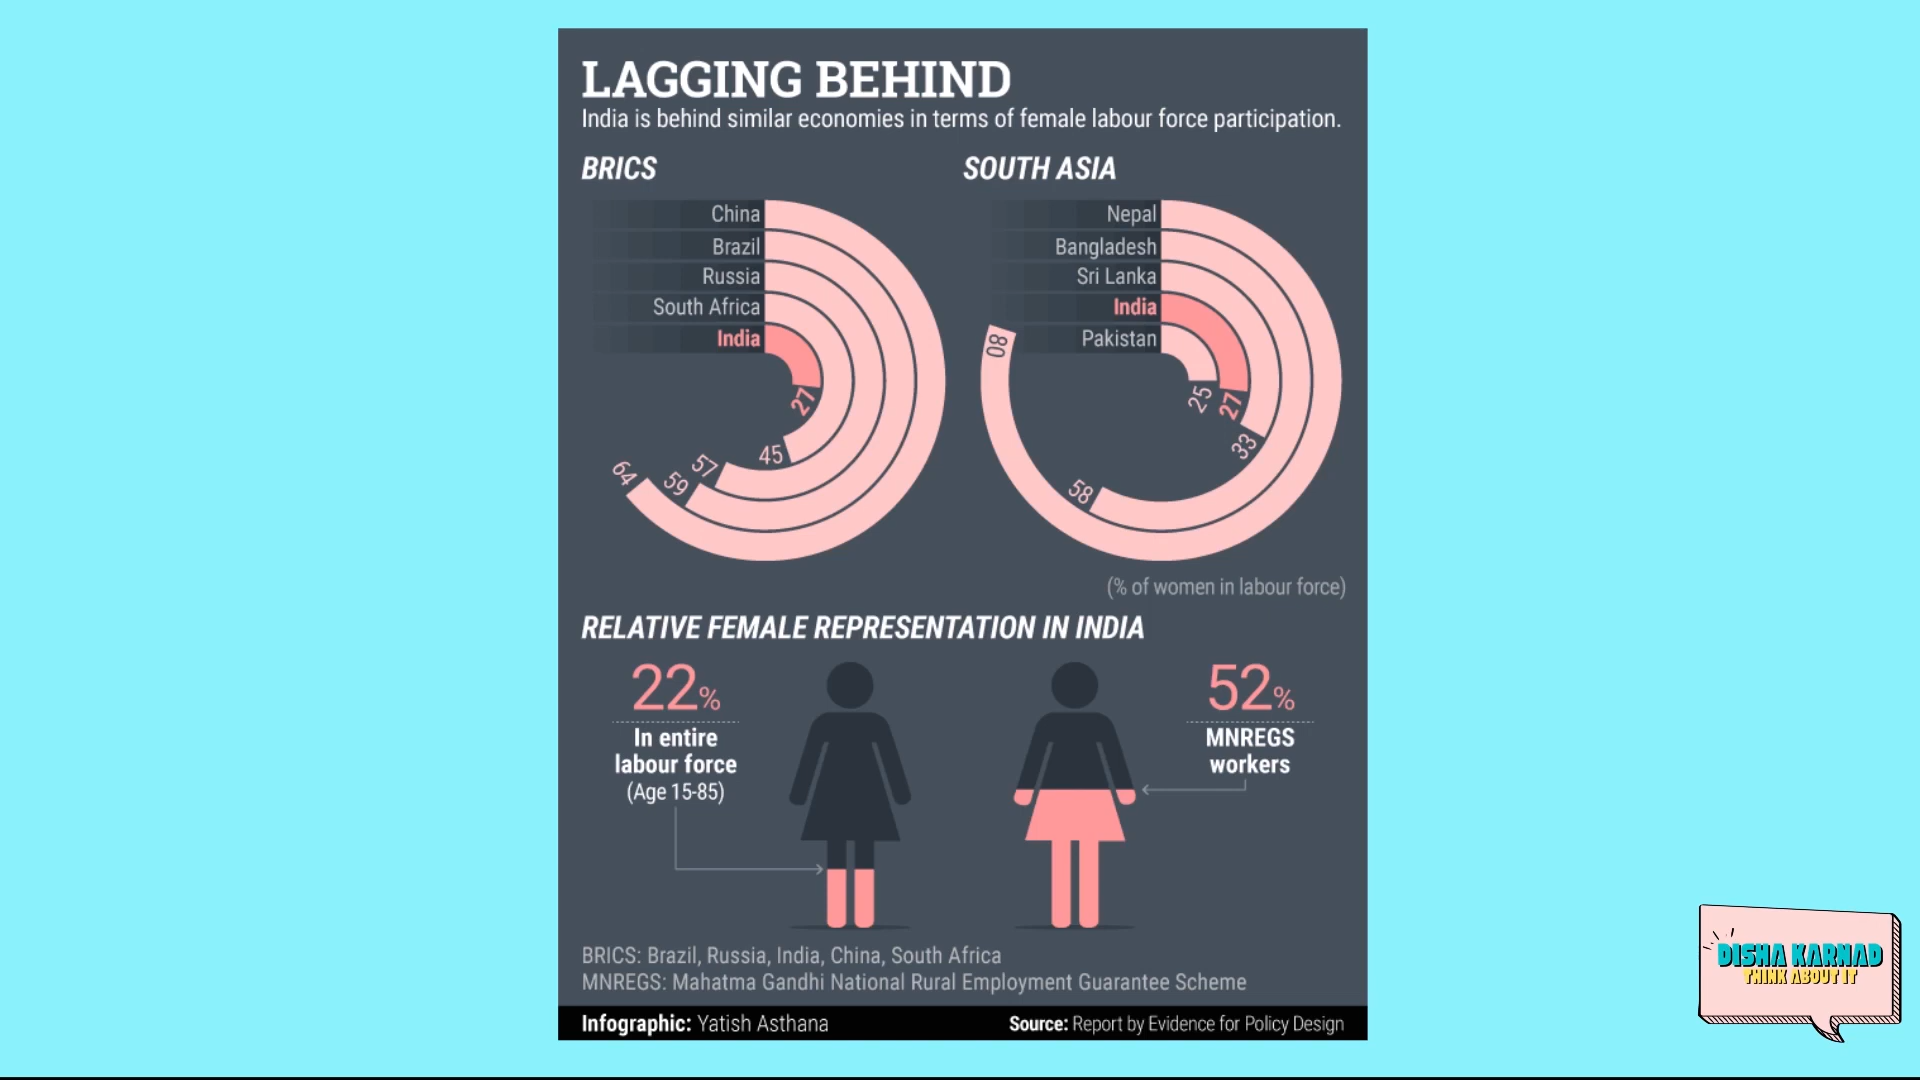 LAGGING BEHIND
India is behind similar economies in terms of female labour force participation.
BRICS
China
Brazil
Russia
South Africa
India
27
45
57
59
64
SOUTH ASIA
Nepal
Bangladesh
Sri Lanka
India
Pakistan
80
25
27
33
58
(% of women in labour force)
RELATIVE FEMALE REPRESENTATION IN INDIA
22%
In entire
labour force
(Age 15-85)
52%
MNREGS
workers
BRICS: Brazil, Russia, India, China, South Africa
MNREGS: Mahatma Gandhi National Rural Employment Guarantee Scheme
Infographic: Yatish Asthana
Source: Report by Evidence for Policy Design
DISHA KARNAD
THINK ABOUT IT